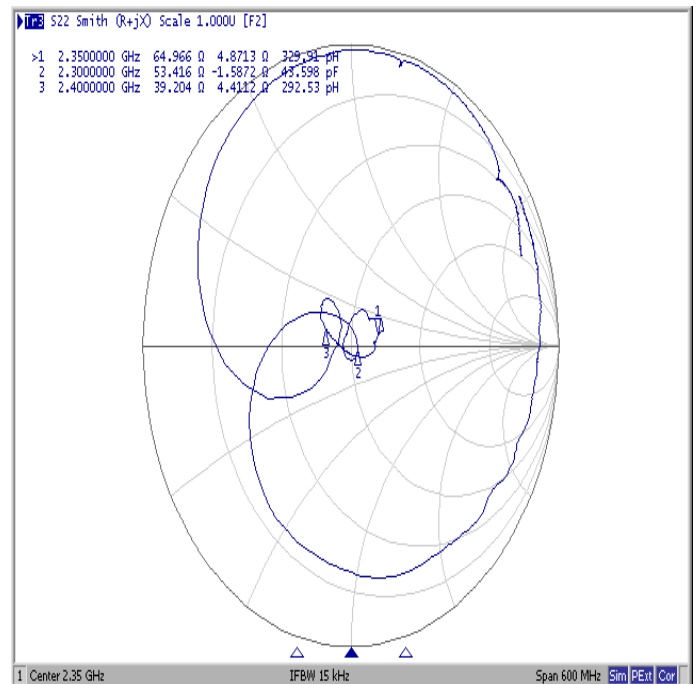 Tr3 S22 Smith (R+jX) Scale 1.000U [F2]
>1 2.3500000 GHz 64.966 Ω 4.8713 Ω 329.91 pH
2 2.3000000 GHz 53.416 Ω -1.5872 Ω 43.598 pF
3 2.4000000 GHz 39.204 Ω 4.4112 Ω 292.53 pH
1
3
2
1 Center 2.35 GHz IFBW 15 kHz Span 600 MHz Sim PExt Cor